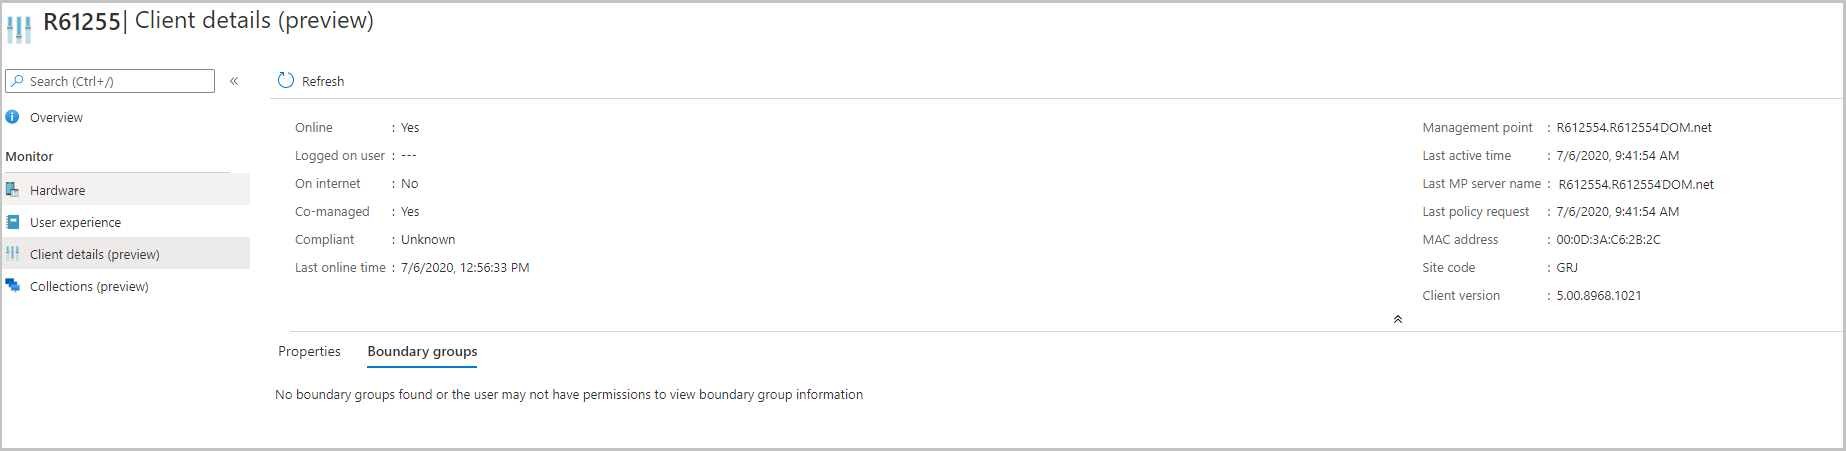 R61255| Client details (preview)
Search (Ctrl+/)
«
Refresh
Overview
Monitor
Hardware
User experience
Client details (preview)
Collections (preview)
Online : Yes
Logged on user : ---
On internet : No
Co-managed : Yes
Compliant : Unknown
Last online time : 7/6/2020, 12:56:33 PM
Management point : R612554.R612554DOM.net
Last active time : 7/6/2020, 9:41:54 AM
Last MP server name : R612554.R612554DOM.net
Last policy request : 7/6/2020, 9:41:54 AM
MAC address : 00:0D:3A:C6:2B:2C
Site code : GRJ
Client version : 5.00.8968.1021
Properties Boundary groups
No boundary groups found or the user may not have permissions to view boundary group information